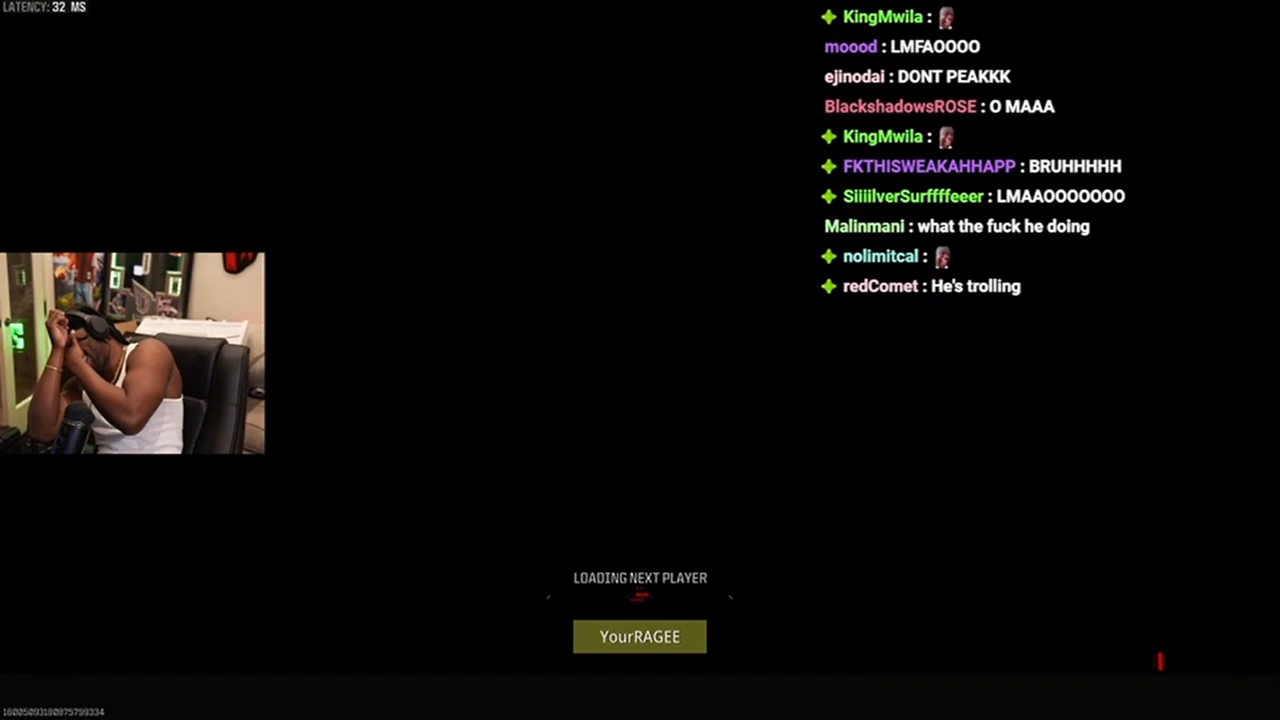 LATENCY: 32 MS
KingMwila :
moood : LMFAOOOO
ejinodai : DONT PEAKKK
BlackshadowsROSE : O MAAA
KingMwila :
FKTHISWEAKAHHAPP : BRUHHHHH
SiiiilverSurffffeeer : LMAAOOOOOOO
Malinmani : what the fuck he doing
nolimitcal :
redComet : He's trolling
LOADING NEXT PLAYER
YourRAGEE